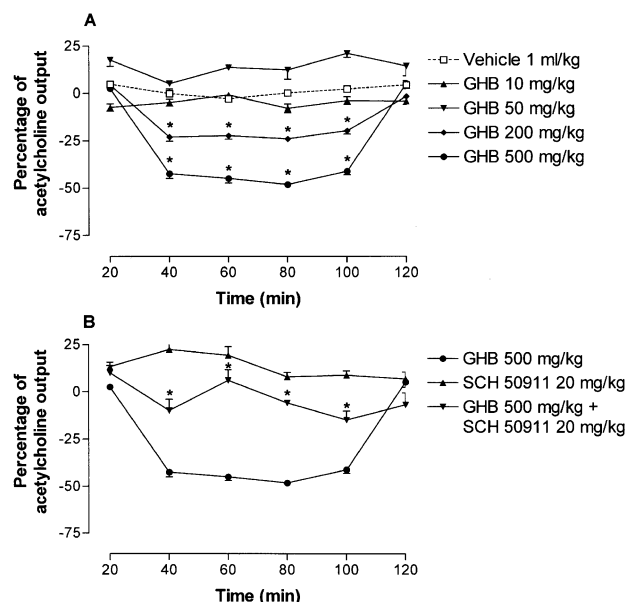 A
Percentage of
acetylcholine output
25
0
-25
-50
-75
* * * *
* * * *
20 40 60 80 100 120
Time (min)
Vehicle 1 ml/kg
GHB 10 mg/kg
GHB 50 mg/kg
GHB 200 mg/kg
GHB 500 mg/kg
B
Percentage of
acetylcholine output
25
0
-25
-50
-75
* * * *
20 40 60 80 100 120
Time (min)
GHB 500 mg/kg
SCH 50911 20 mg/kg
GHB 500 mg/kg +
SCH 50911 20 mg/kg